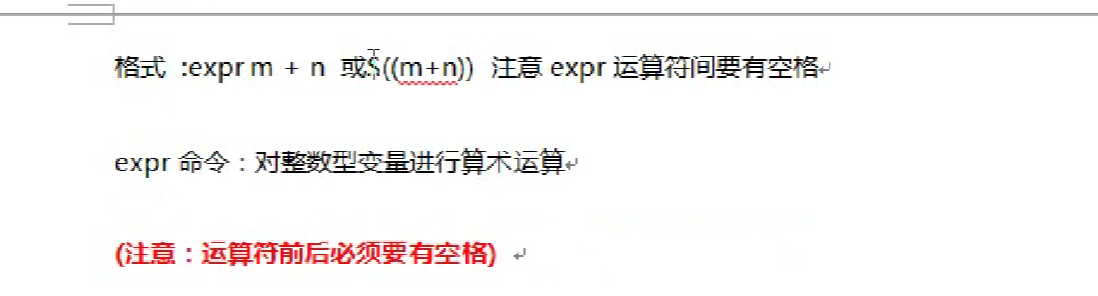 格式 :expr m + n 或$((m+n)) 注意 expr 运算符间要有空格
expr 命令：对整数型变量进行算术运算
(注意：运算符前后必须要有空格)